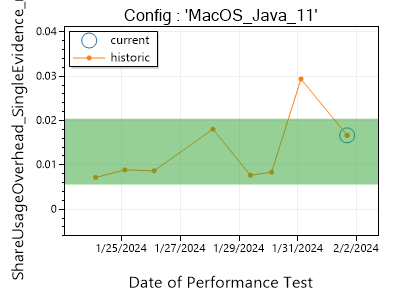 Config : 'MacOS_Java_11'
ShareUsageOverhead_SingleEvidence_
current
historic
0.04
0.03
0.02
0.01
0
1/25/2024
1/27/2024
1/29/2024
1/31/2024
2/2/2024
Date of Performance Test